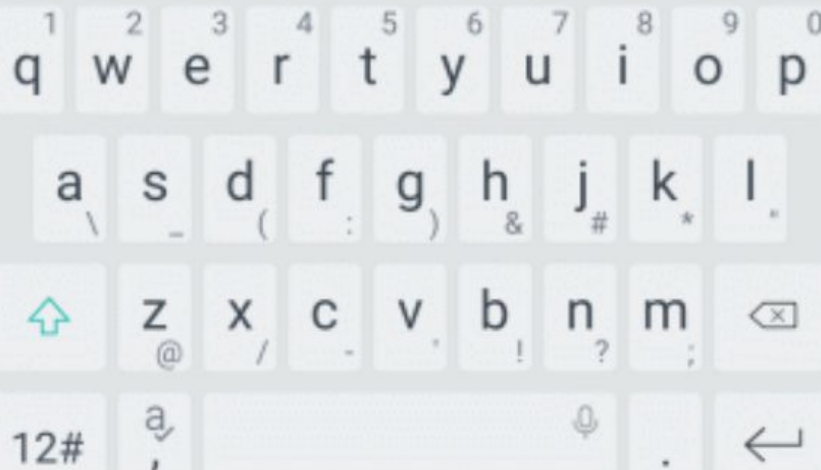 1 2 3 4 5 6 7 8 9 0
q w e r t y u i o p
a s d f g h j k l
\ _ ( : ) & # * "
z x c v b n m
@ / - ' ! ? ;
12# a , .